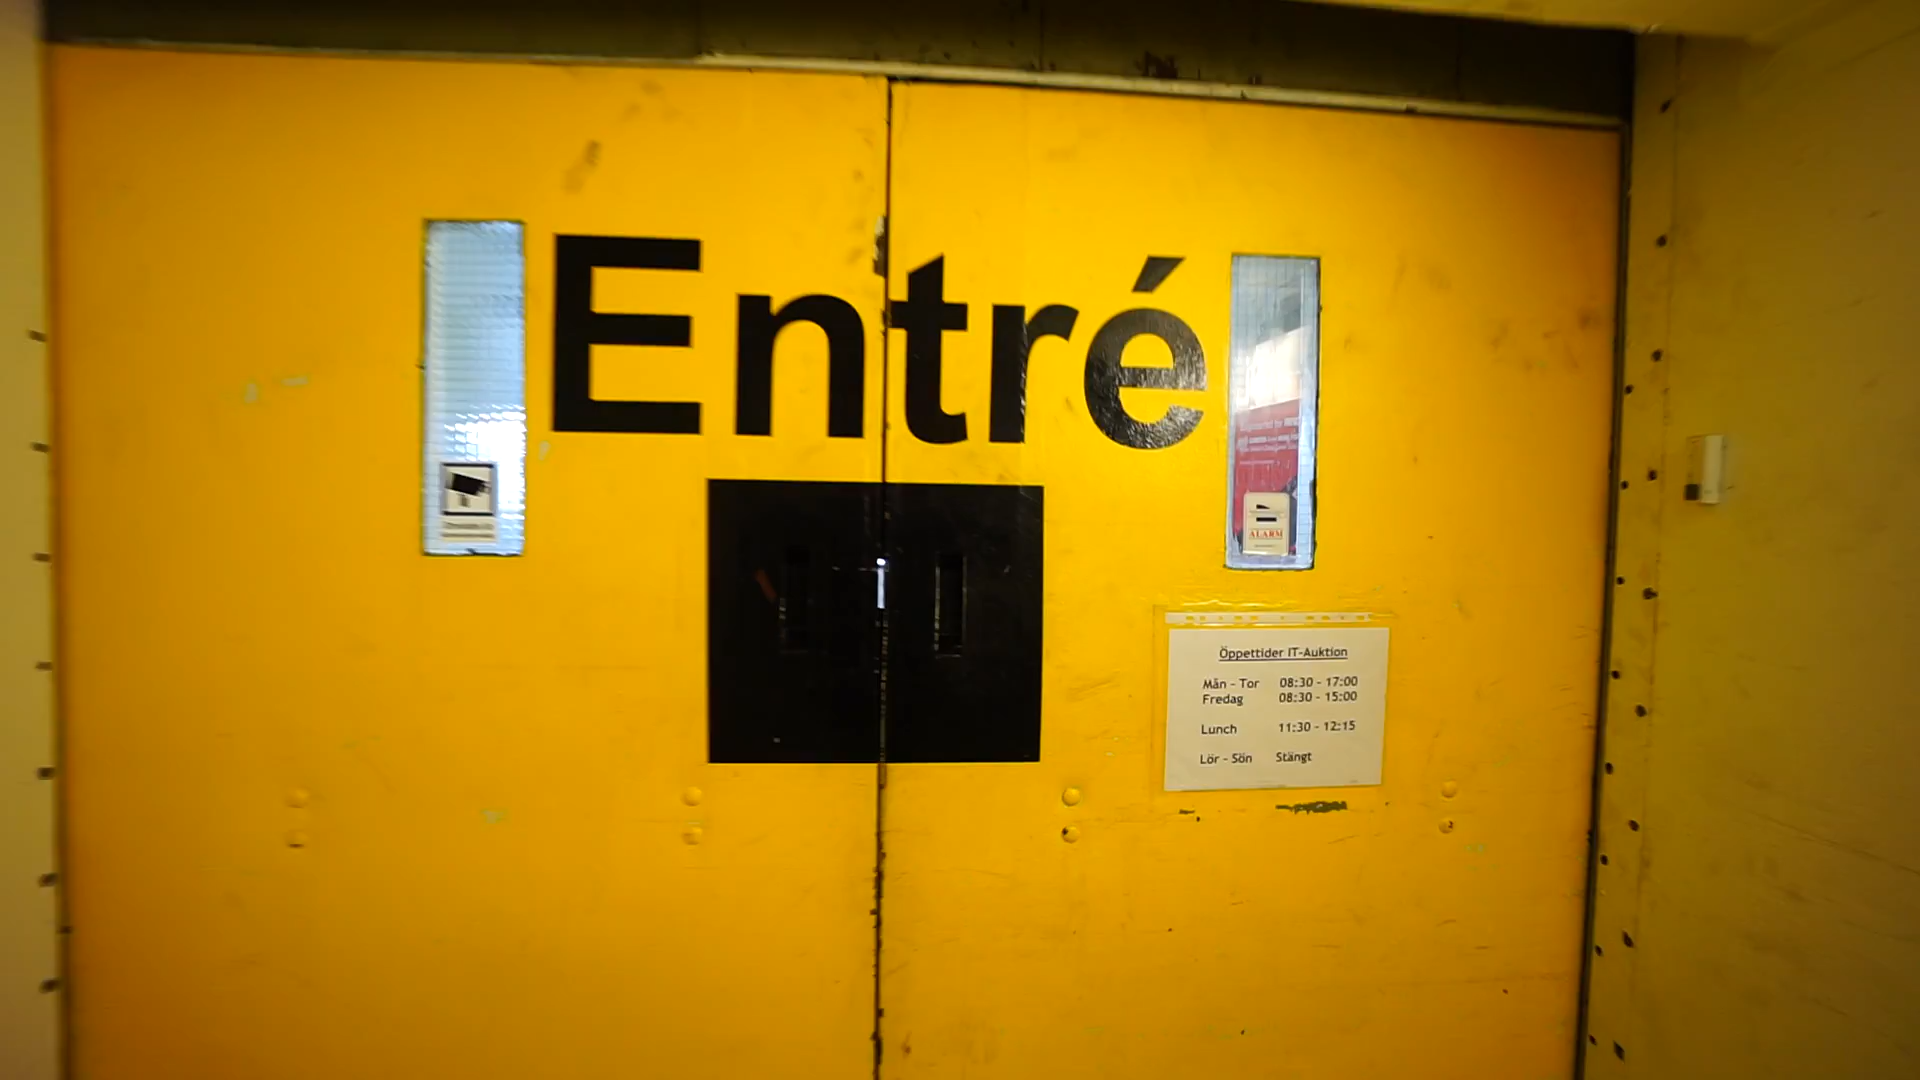 Entré
ALARM
Öppettider IT-Auktion
Mån - Tor 08:30 - 17:00
Fredag 08:30 - 15:00
Lunch 11:30 - 12:15
Lör - Sön Stängt